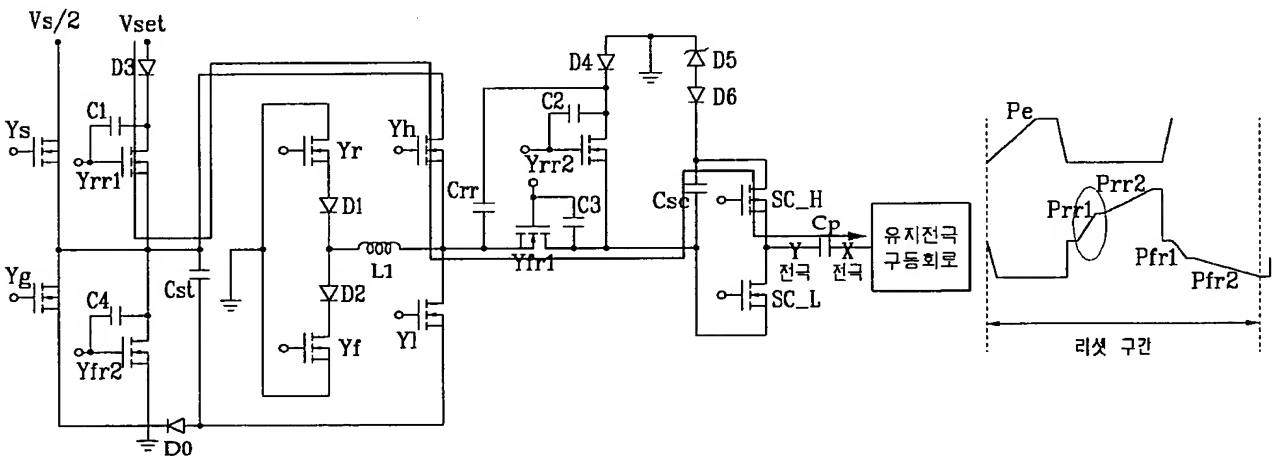 Vs/2
Vset
D3
C1
Ys
Yrr1
Yg
C4
Yfr2
Cst
D0
Yr
D1
L1
D2
Yf
Yh
Yl
Crr
D4
C2
Yrr2
C3
Yfr1
D5
D6
Csc
SC_H
SC_L
Cp
Y
전극
X
전극
유지전극
구동회로
Pe
Prr1
Prr2
Pfr1
Pfr2
리셋 구간